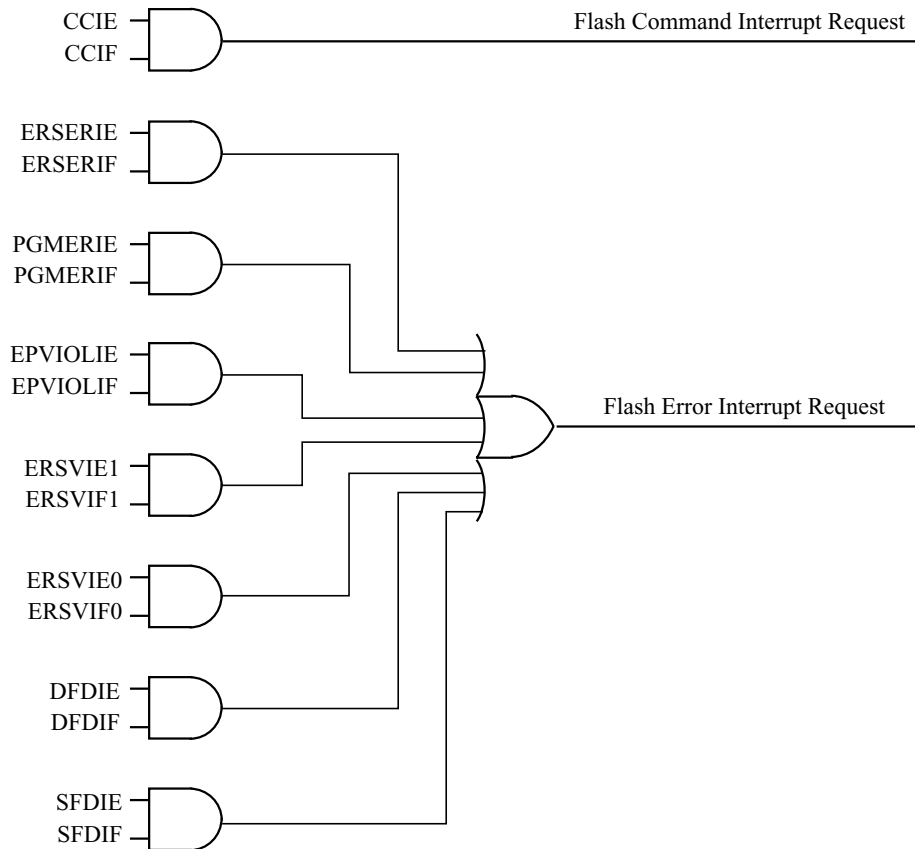 CCIE
CCIF
Flash Command Interrupt Request
ERSERIE
ERSERIF
PGMERIE
PGMERIF
EPVIOLIE
EPVIOLIF
Flash Error Interrupt Request
ERSVIE1
ERSVIF1
ERSVIE0
ERSVIF0
DFDIE
DFDIF
SFDIE
SFDIF